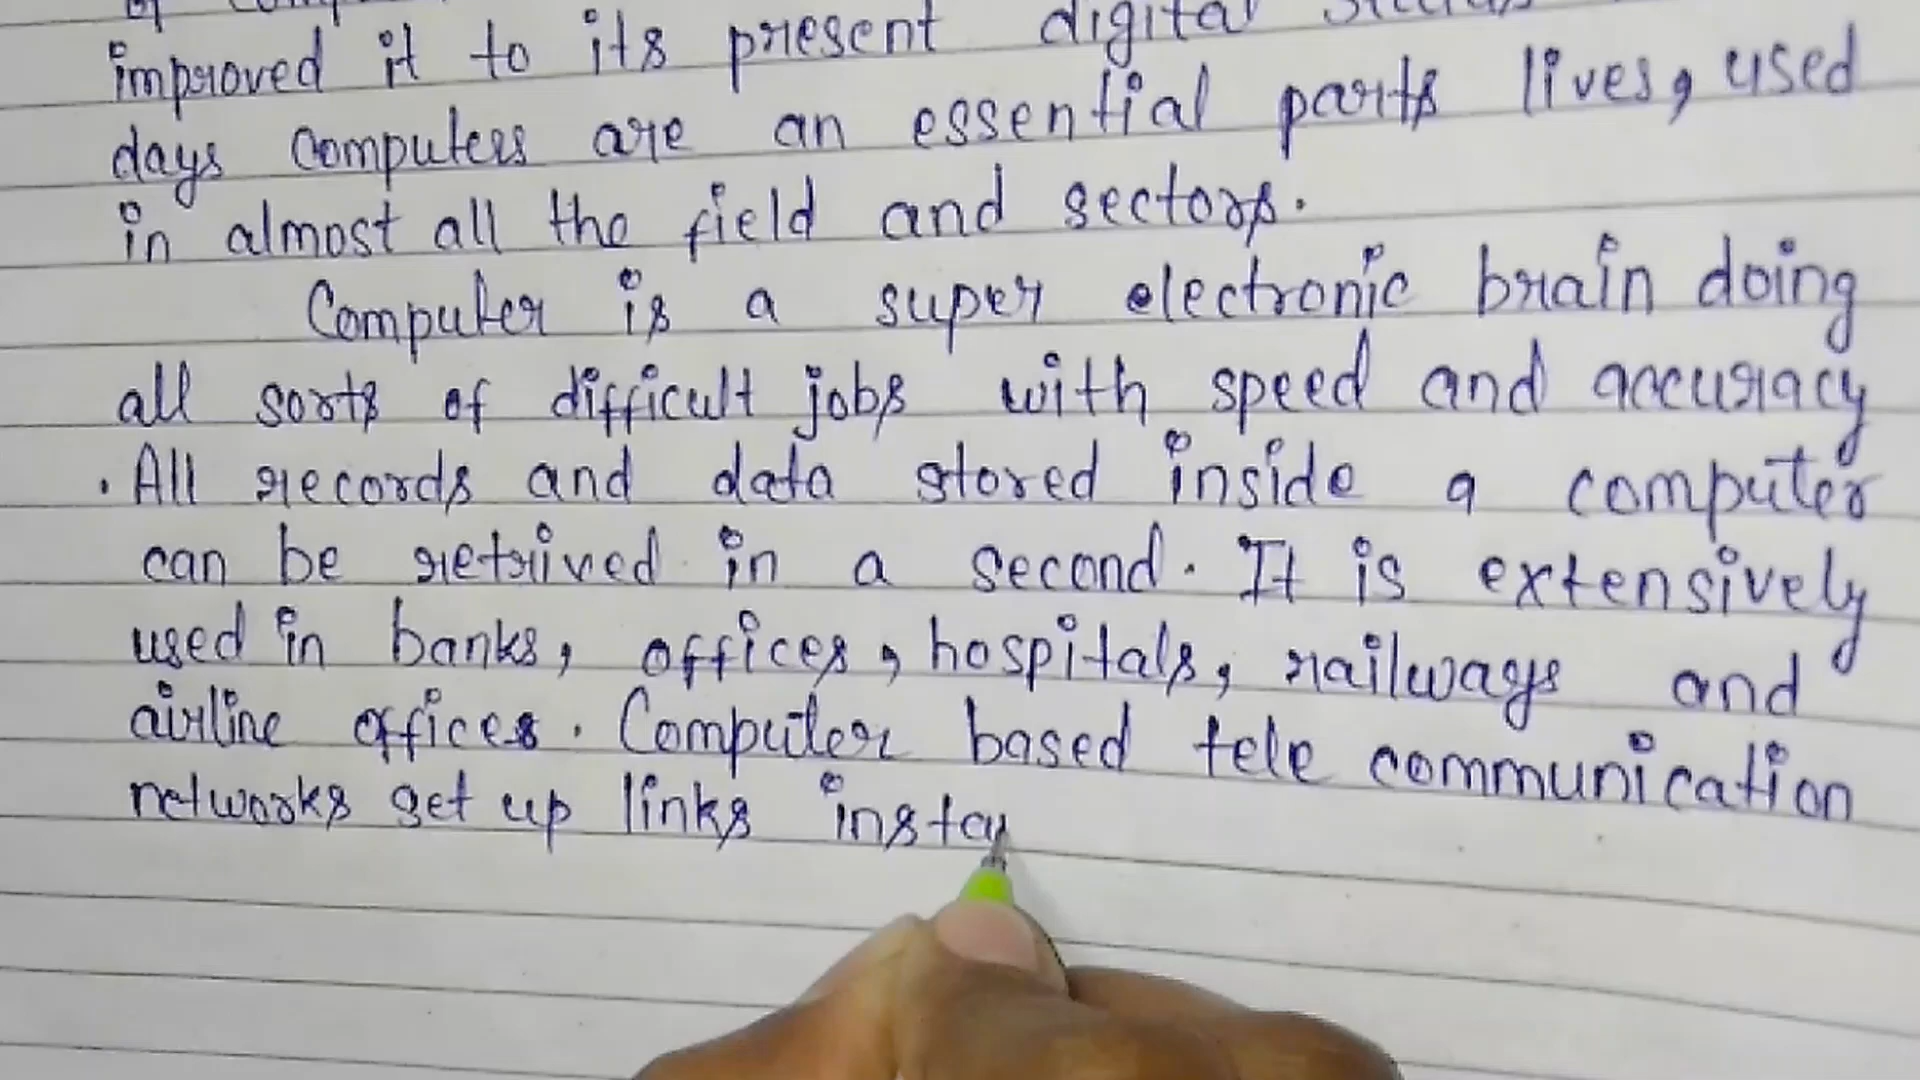 improved it to its present digital
days computers are an essential parts lives, used
in almost all the field and sectors.
Computer is a super electronic brain doing
all sorts of difficult jobs with speed and accuracy
. All records and data stored inside a computer
can be retrived in a second. It is extensively
used in banks, offices, hospitals, railways and
airline offices. Computer based tele communication
networks get up links insta